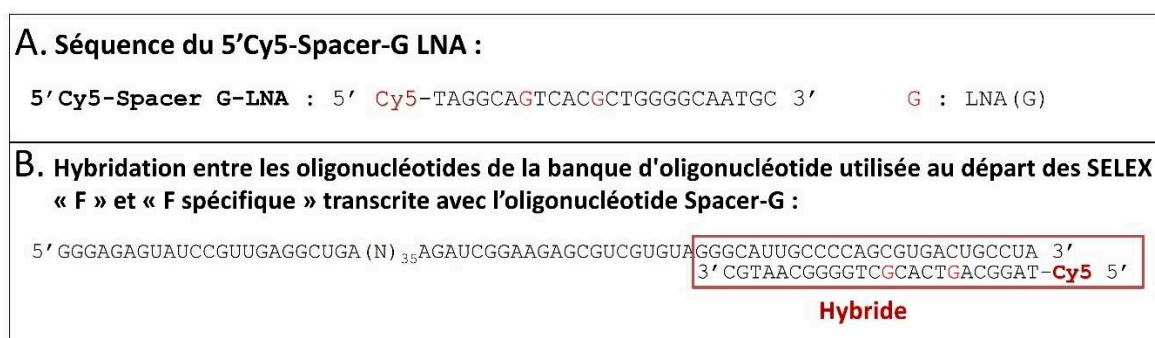 A. Séquence du 5'Cy5-Spacer-G LNA :
5'Cy5-Spacer G-LNA : 5' Cy5-TAGGCAGTCACGCTGGGGCAATGC 3' G : LNA(G)
B. Hybridation entre les oligonucléotides de la banque d'oligonucléotide utilisée au départ des SELEX
« F » et « F spécifique » transcrite avec l'oligonucléotide Spacer-G :
5'GGGAGAGUAUCCGUUGAGGCUGA(N)35AGAUCGGAAGAGCGUCGUGUAGGGCAUUGCCCCAGCGUGACUGCCUA 3'
3'CGTAACGGGGTCGCACTGACGGAT-Cy5 5'
Hybride